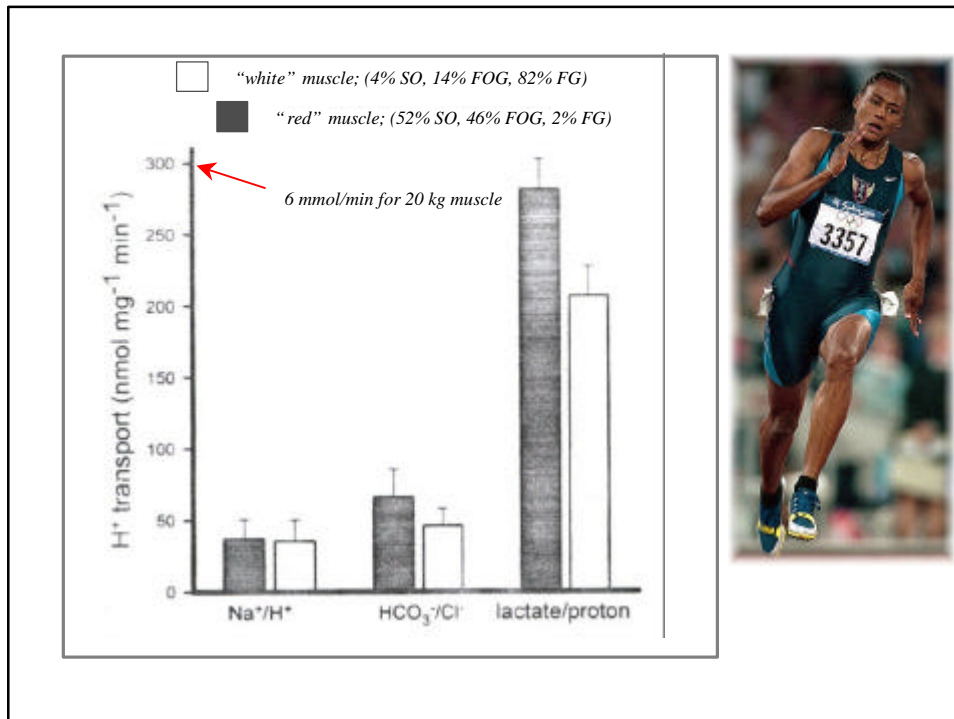 “white” muscle; (4% SO, 14% FOG, 82% FG)
“ red” muscle; (52% SO, 46% FOG, 2% FG)
H⁺ transport (nmol mg⁻¹ min⁻¹)
300
250
200
150
100
50
0
6 mmol/min for 20 kg muscle
Na⁺/H⁺
HCO₃⁻/Cl⁻
lactate/proton
3357